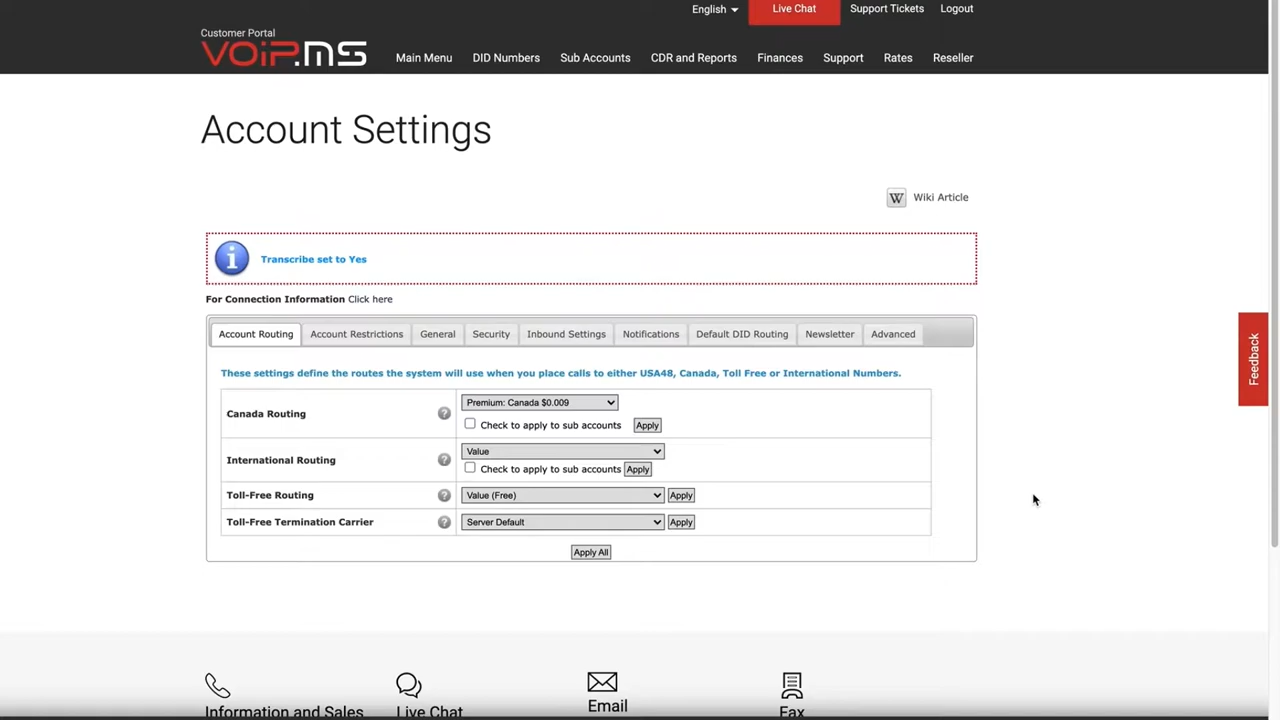 English
Live Chat
Support Tickets
Logout
Customer Portal
VOIP.MS
Main Menu
DID Numbers
Sub Accounts
CDR and Reports
Finances
Support
Rates
Reseller
Account Settings
W Wiki Article
i Transcribe set to Yes
For Connection Information Click here
Account Routing
Account Restrictions
General
Security
Inbound Settings
Notifications
Default DID Routing
Newsletter
Advanced
These settings define the routes the system will use when you place calls to either USA48, Canada, Toll Free or International Numbers.
Canada Routing ? Premium: Canada $0.009
Check to apply to sub accounts Apply
International Routing ? Value
Check to apply to sub accounts Apply
Toll-Free Routing ? Value (Free) Apply
Toll-Free Termination Carrier ? Server Default Apply
Apply All
Feedback
Information and Sales
Live Chat
Email
Fax